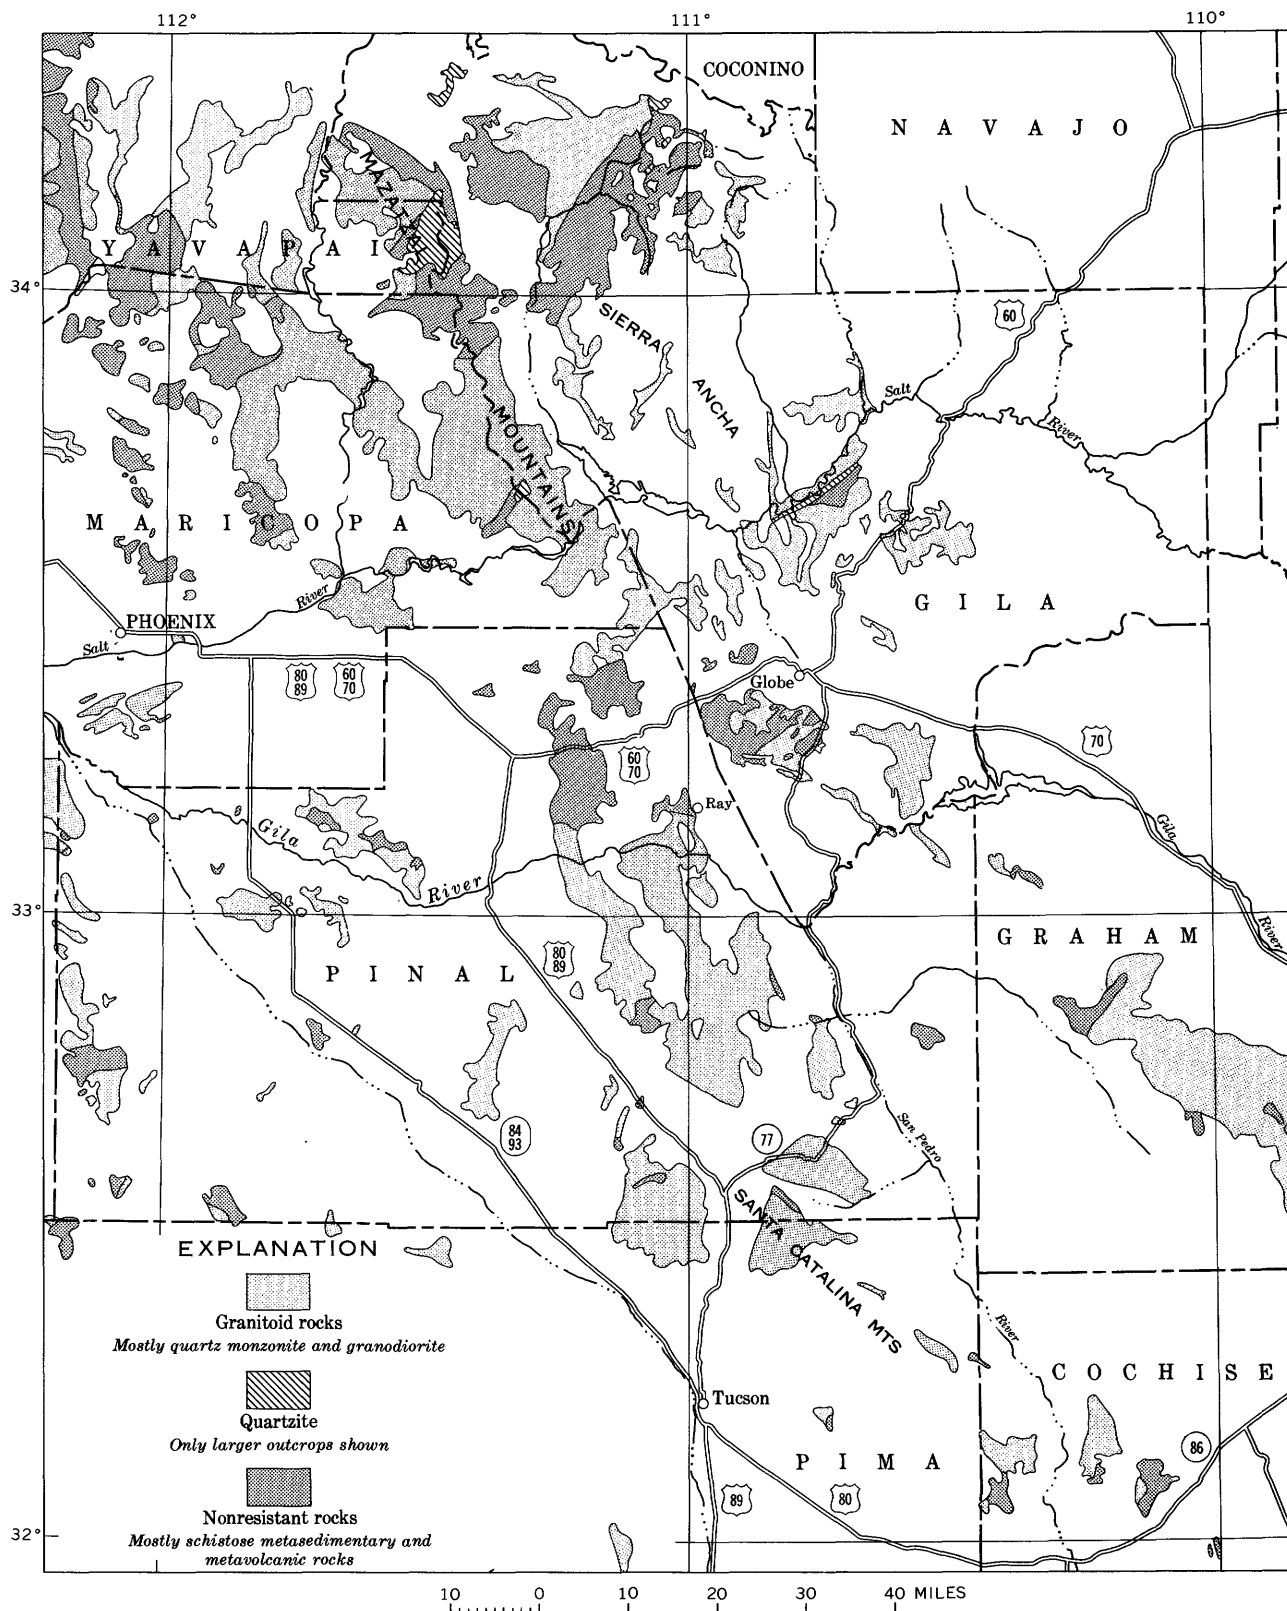 112°
111°
110°
COCONINO
N A V A J O
MAZATZAL
Y A V A P A I
34°
SIERRA
60
ANCHA
Salt
River
MOUNTAINS
M A R I C O P A
G I L A
River
PHOENIX
Salt
80
89
60
70
Globe
70
60
70
Ray
Gila
Gila
River
33°
River
G R A H A M
80
89
P I N A L
84
93
77
San Pedro
SANTA CATALINA MTS
EXPLANATION
Granitoid rocks
Mostly quartz monzonite and granodiorite
River
C O C H I S E
Quartzite
Only larger outcrops shown
Tucson
86
P I M A
89
80
Nonresistant rocks
Mostly schistose metasedimentary and
metavolcanic rocks
32°
10 0 10 20 30 40 MILES